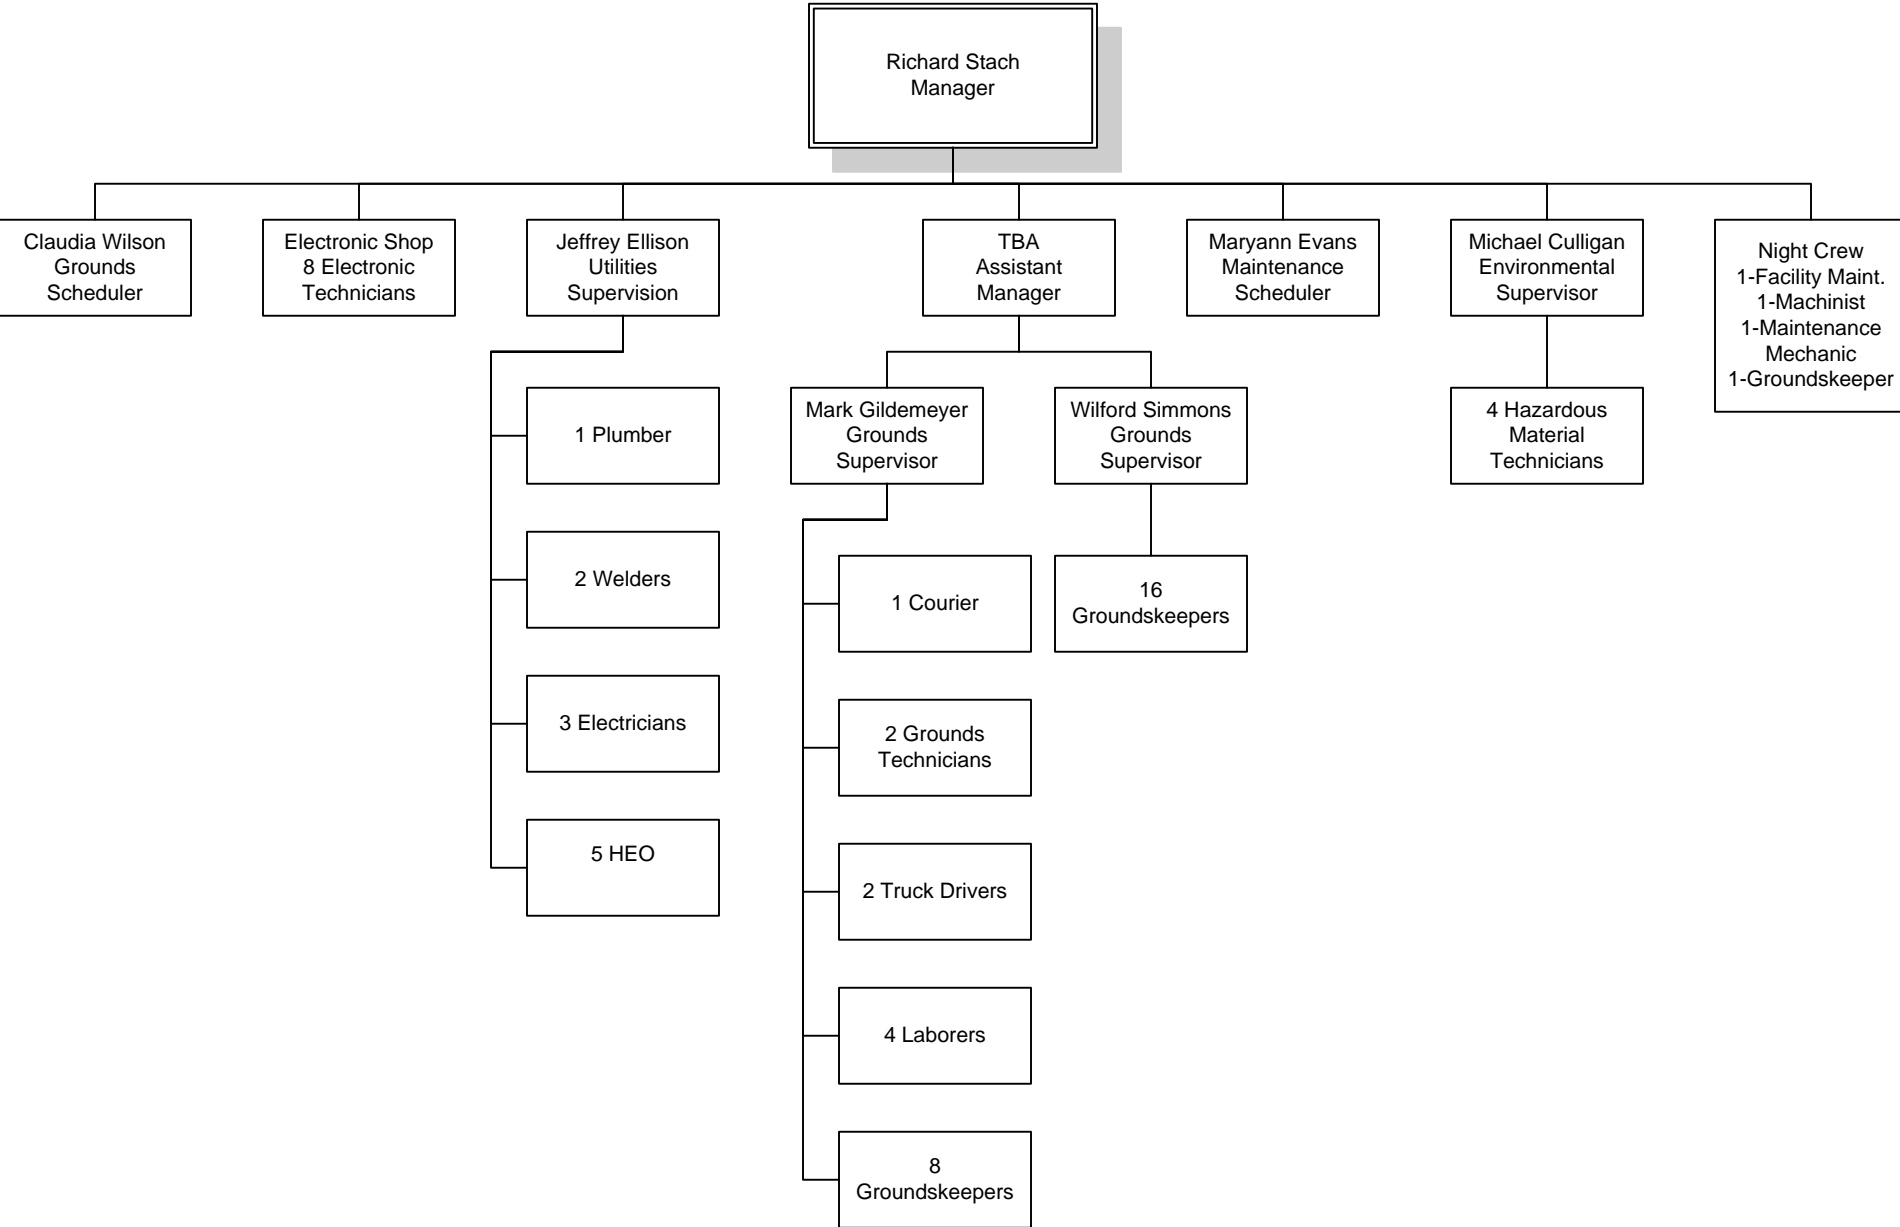 Richard Stach
Manager
Claudia Wilson
Grounds
Scheduler
Electronic Shop
8 Electronic
Technicians
Jeffrey Ellison
Utilities
Supervision
TBA
Assistant
Manager
Maryann Evans
Maintenance
Scheduler
Michael Culligan
Environmental
Supervisor
Night Crew
1-Facility Maint.
1-Machinist
1-Maintenance
Mechanic
1-Groundskeeper
1 Plumber
2 Welders
3 Electricians
5 HEO
Mark Gildemeyer
Grounds
Supervisor
1 Courier
2 Grounds
Technicians
2 Truck Drivers
4 Laborers
8
Groundskeepers
Wilford Simmons
Grounds
Supervisor
16
Groundskeepers
4 Hazardous
Material
Technicians